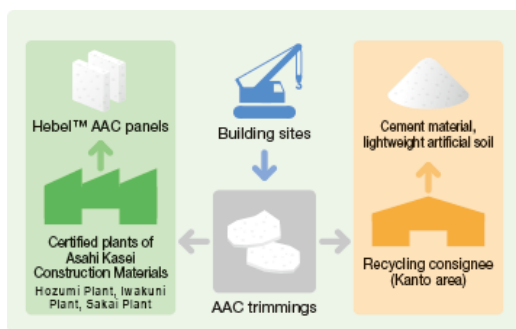 Hebel™ AAC panels
Certified plants of
Asahi Kasei
Construction Materials
Hozumi Plant, Iwakuni
Plant, Sakai Plant
Building sites
AAC trimmings
Cement material,
lightweight artificial soil
Recycling consignee
(Kanto area)